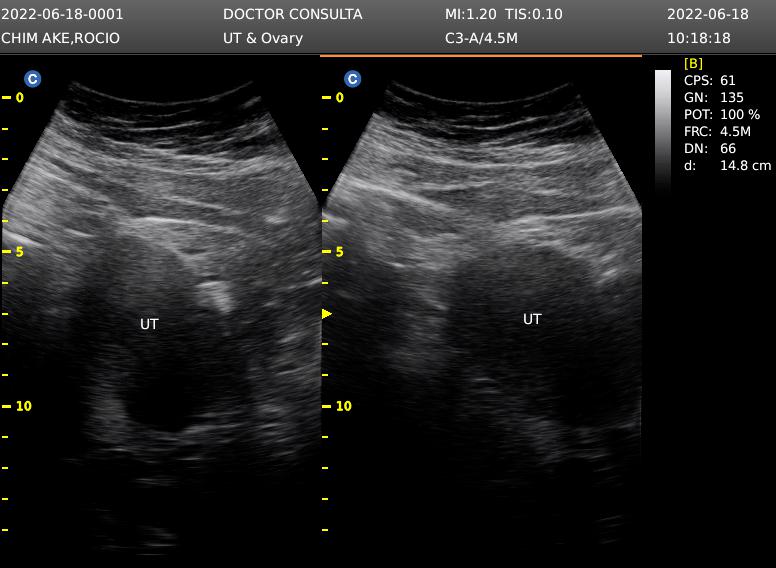 2022-06-18-0001 DOCTOR CONSULTA MI:1.20 TIS:0.10 2022-06-18
CHIM AKE,ROCIO UT & Ovary C3-A/4.5M 10:18:18
C C
[B]
0 0
CPS: 61
GN: 135
POT: 100 %
FRC: 4.5M
DN: 66
d: 14.8 cm
5 5
UT UT
10 10